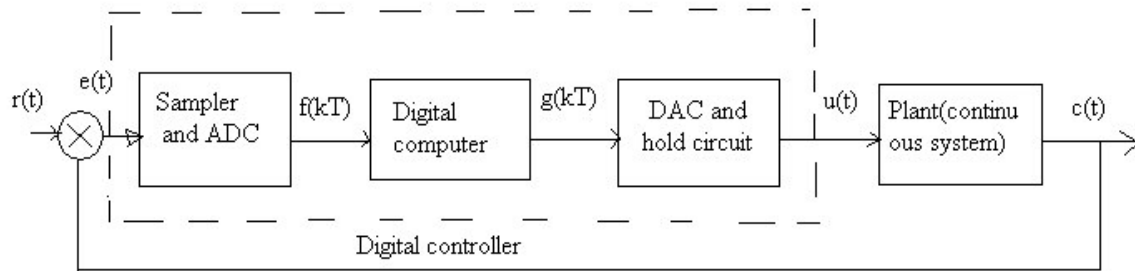 r(t)
e(t)
Sampler
and ADC
f(kT)
Digital
computer
g(kT)
DAC and
hold circuit
u(t)
Plant(continu
ous system)
c(t)
Digital controller